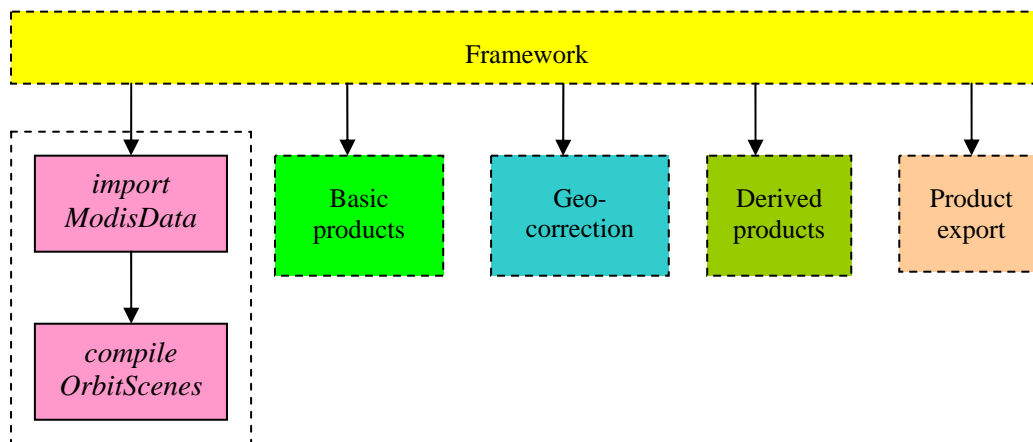 Framework
import
ModisData
Basic
products
Geo-
correction
Derived
products
Product
export
compile
OrbitScenes